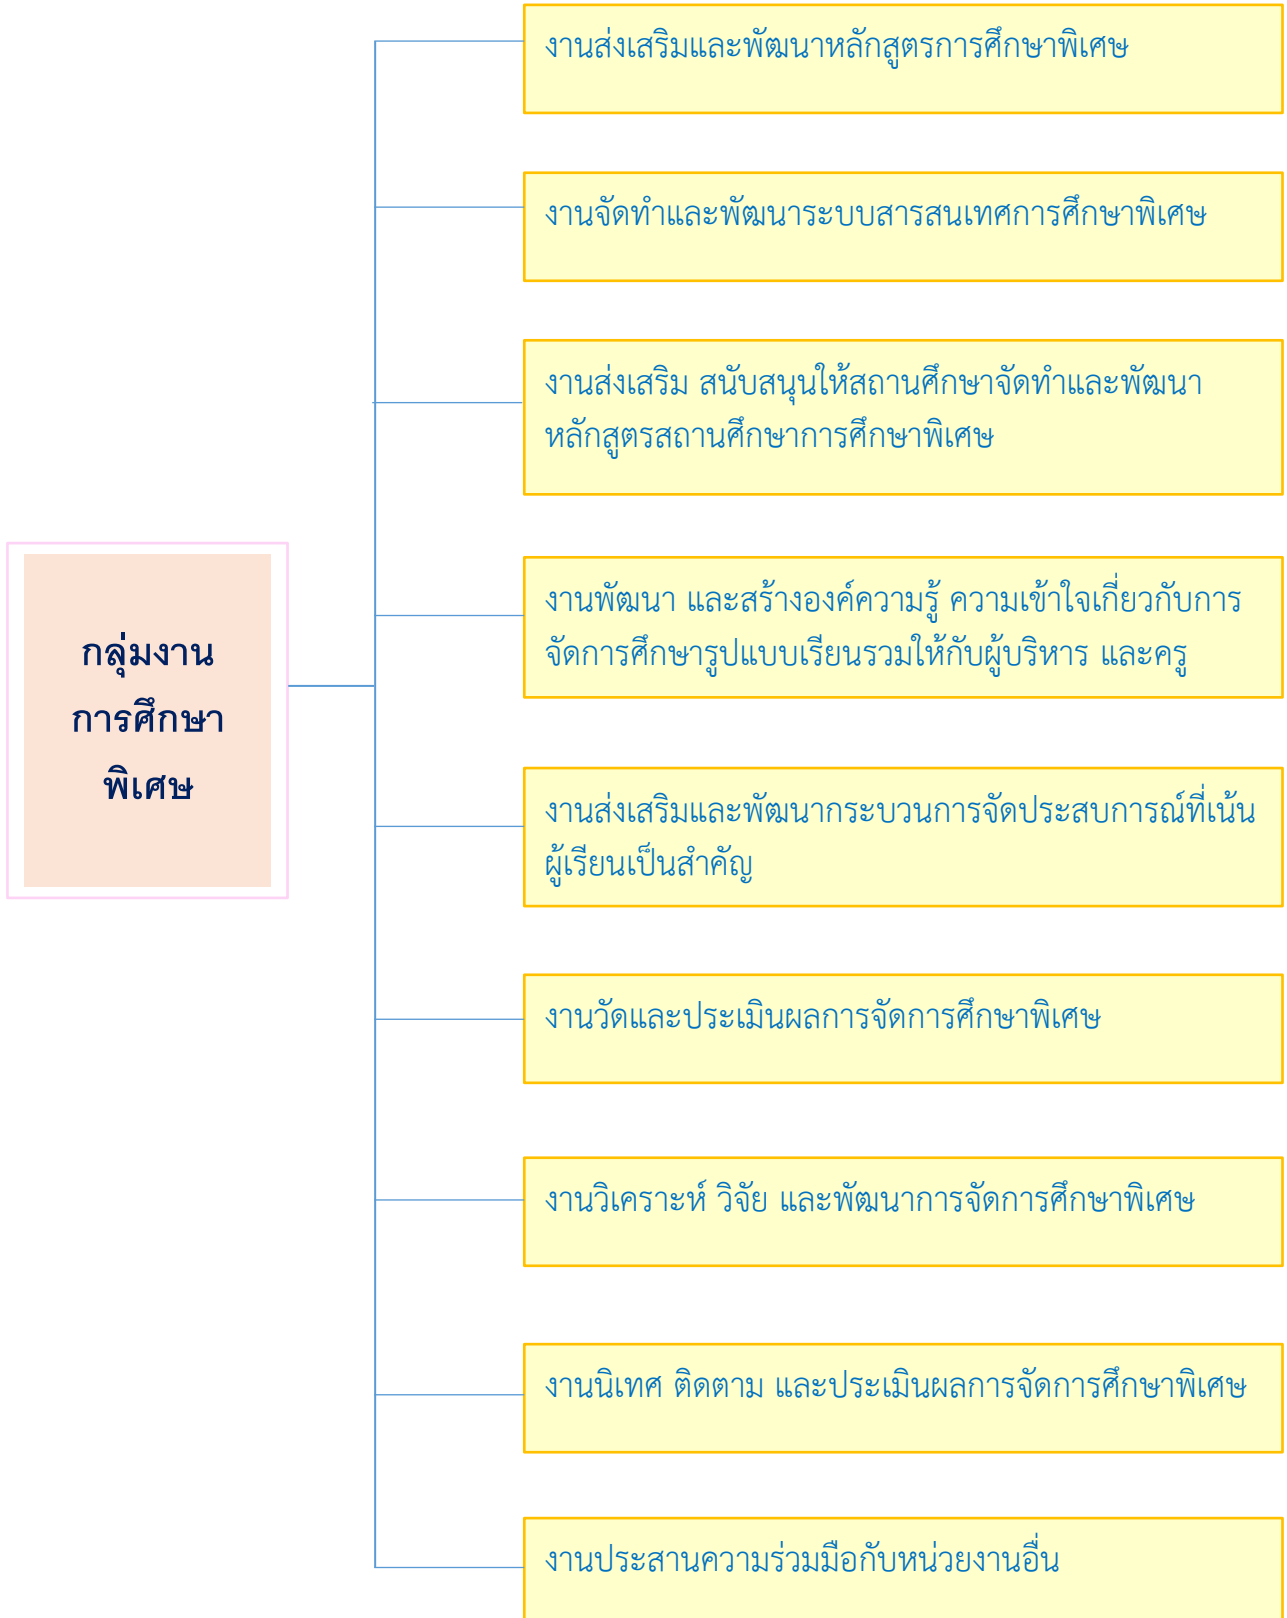 งานส่งเสริมและพัฒนาหลักสูตรการศึกษาพิเศษ
งานจัดทำและพัฒนาระบบสารสนเทศการศึกษาพิเศษ
งานส่งเสริม สนับสนุนให้สถานศึกษาจัดทำและพัฒนา
หลักสูตรสถานศึกษาการศึกษาพิเศษ
กลุ่มงาน
การศึกษา
พิเศษ
งานพัฒนา และสร้างองค์ความรู้ ความเข้าใจเกี่ยวกับการ
จัดการศึกษารูปแบบเรียนรวมให้กับผู้บริหาร และครู
งานส่งเสริมและพัฒนากระบวนการจัดประสบการณ์ที่เน้น
ผู้เรียนเป็นสำคัญ
งานวัดและประเมินผลการจัดการศึกษาพิเศษ
งานวิเคราะห์ วิจัย และพัฒนาการจัดการศึกษาพิเศษ
งานนิเทศ ติดตาม และประเมินผลการจัดการศึกษาพิเศษ
งานประสานความร่วมมือกับหน่วยงานอื่น